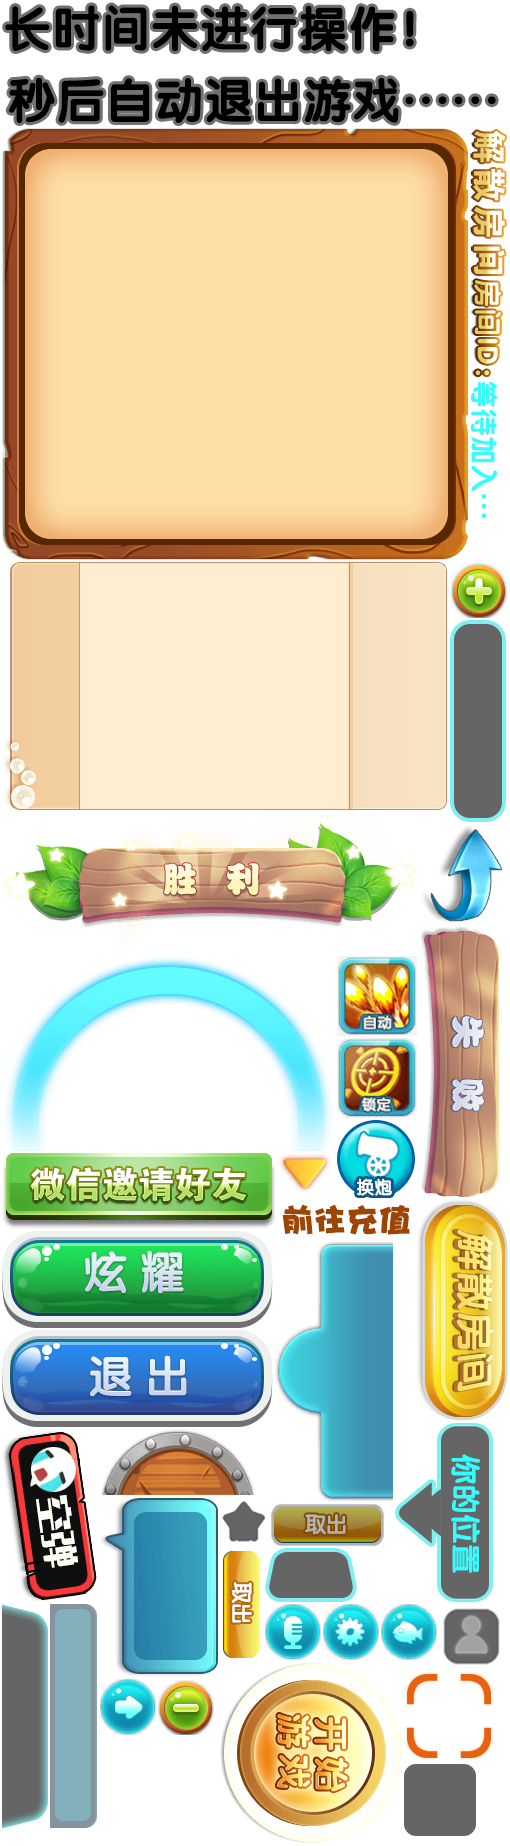 长时间未进行操作！
秒后自动退出游戏……
解散房间房间ID:等待加入...
胜 利
自动
锁定
失败
换炮
微信邀请好友
前往充值
炫耀
解散房间
退出
你的位置
空弹
取出
取出
开始
游戏